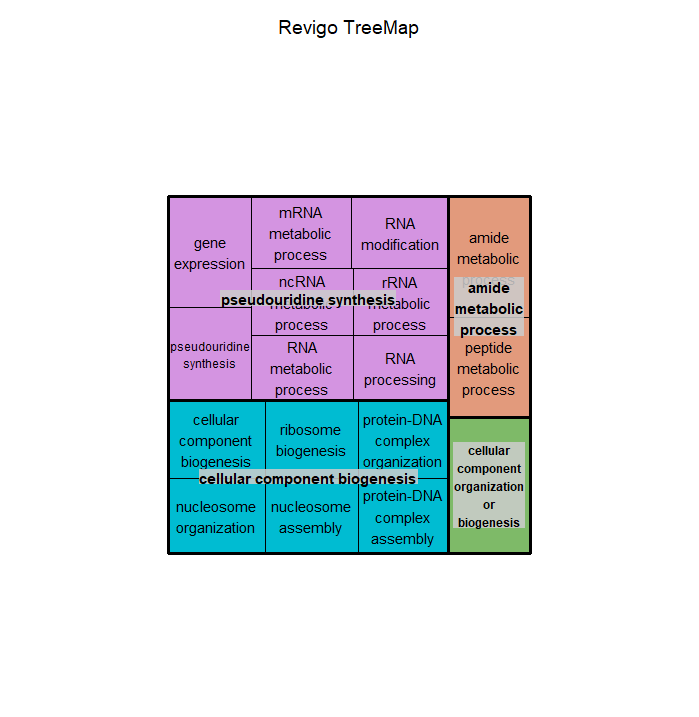 Revigo TreeMap
gene
expression
mRNA
metabolic
process
RNA
modification
ncRNA
metabolic
process
rRNA
metabolic
process
pseudouridine synthesis
pseudouridine
synthesis
RNA
metabolic
process
RNA
processing
amide
metabolic
process
amide
metabolic
process
peptide
metabolic
process
cellular
component
biogenesis
ribosome
biogenesis
protein-DNA
complex
organization
cellular component biogenesis
nucleosome
organization
nucleosome
assembly
protein-DNA
complex
assembly
cellular
component
organization
or
biogenesis